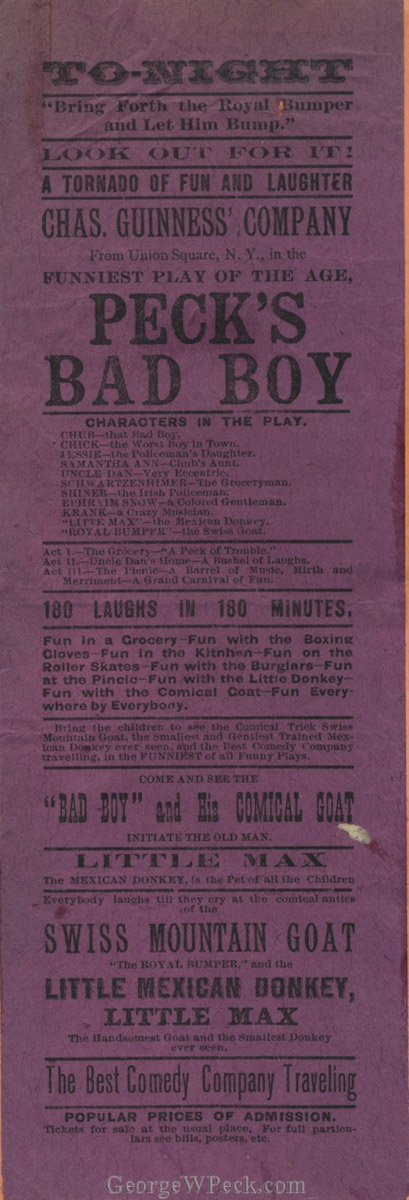 TO-NIGHT
"Bring Forth the Royal Bumper
and Let Him Bump."
LOOK OUT FOR IT!
A TORNADO OF FUN AND LAUGHTER
CHAS. GUINNESS' COMPANY
From Union Square, N. Y., in the
FUNNIEST PLAY OF THE AGE,
PECK'S
BAD BOY
CHARACTERS IN THE PLAY.
CHUB—that Bad Boy.
CHICK—the Worst Boy in Town.
JESSIE—the Policeman's Daughter.
SAMANTHA ANN—Chub's Aunt.
UNCLE DAN—Very Eccentric.
SCHWARTZENHIMER—The Groceryman.
SHINER—the Irish Policeman.
EPHRAIM SNOW—a Colored Gentleman.
KRANK—a Crazy Musician.
"LITTE MAX"—the Mexican Donkey.
"ROYAL BUMPER"—the Swiss Goat.
Act I.—The Grocery—"A Peck of Trouble."
Act II.—Uncle Dan's Home—A Bushel of Laughs.
Act III.—The Picnic—A Barrel of Music, Mirth and
Merriment—A Grand Carnival of Fun.
180 LAUGHS IN 180 MINUTES.
Fun in a Grocery—Fun with the Boxing
Gloves—Fun in the Kitnhen—Fun on the
Roller Skates—Fun with the Burglars—Fun
at the Pincic—Fun with the Little Donkey—
Fun with the Comical Goat—Fun Every-
where by Everybody.
Bring the children to see the Comical Trick Swiss
Mountain Goat, the Smallest and Gentlest Trained Mex-
ican Donkey ever seen, and the Best Comedy Company
travelling, in the FUNNIEST of all Funny Plays.
COME AND SEE THE
"BAD BOY" and His COMICAL GOAT
INITIATE THE OLD MAN.
LITTLE MAX
The MEXICAN DONKEY, is the Pet of all the Children
Everybody laughs till they cry at the comical antics
of the
SWISS MOUNTAIN GOAT
"The ROYAL BUMPER," and the
LITTLE MEXICAN DONKEY,
LITTLE MAX
The Handsomest Goat and the Smallest Donkey
ever seen.
The Best Comedy Company Traveling
POPULAR PRICES OF ADMISSION.
Tickets for sale at the usual place. For full particu-
lars see bills, posters, etc.
GeorgeWPeck.com